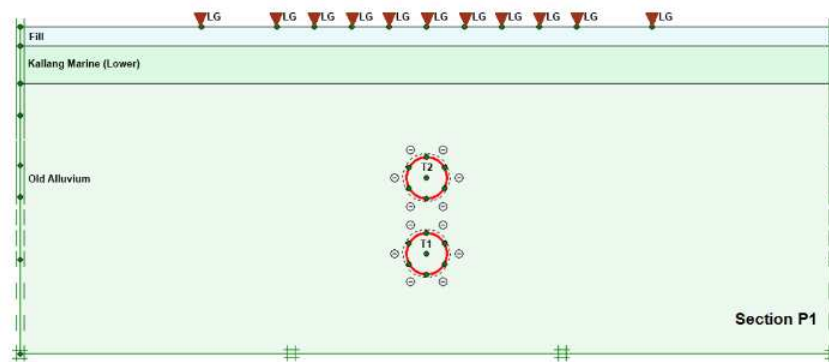 LG LG LG LG LG LG LG LG LG LG LG
Fill
Kallang Marine (Lower)
T2
Old Alluvium
T1
Section P1